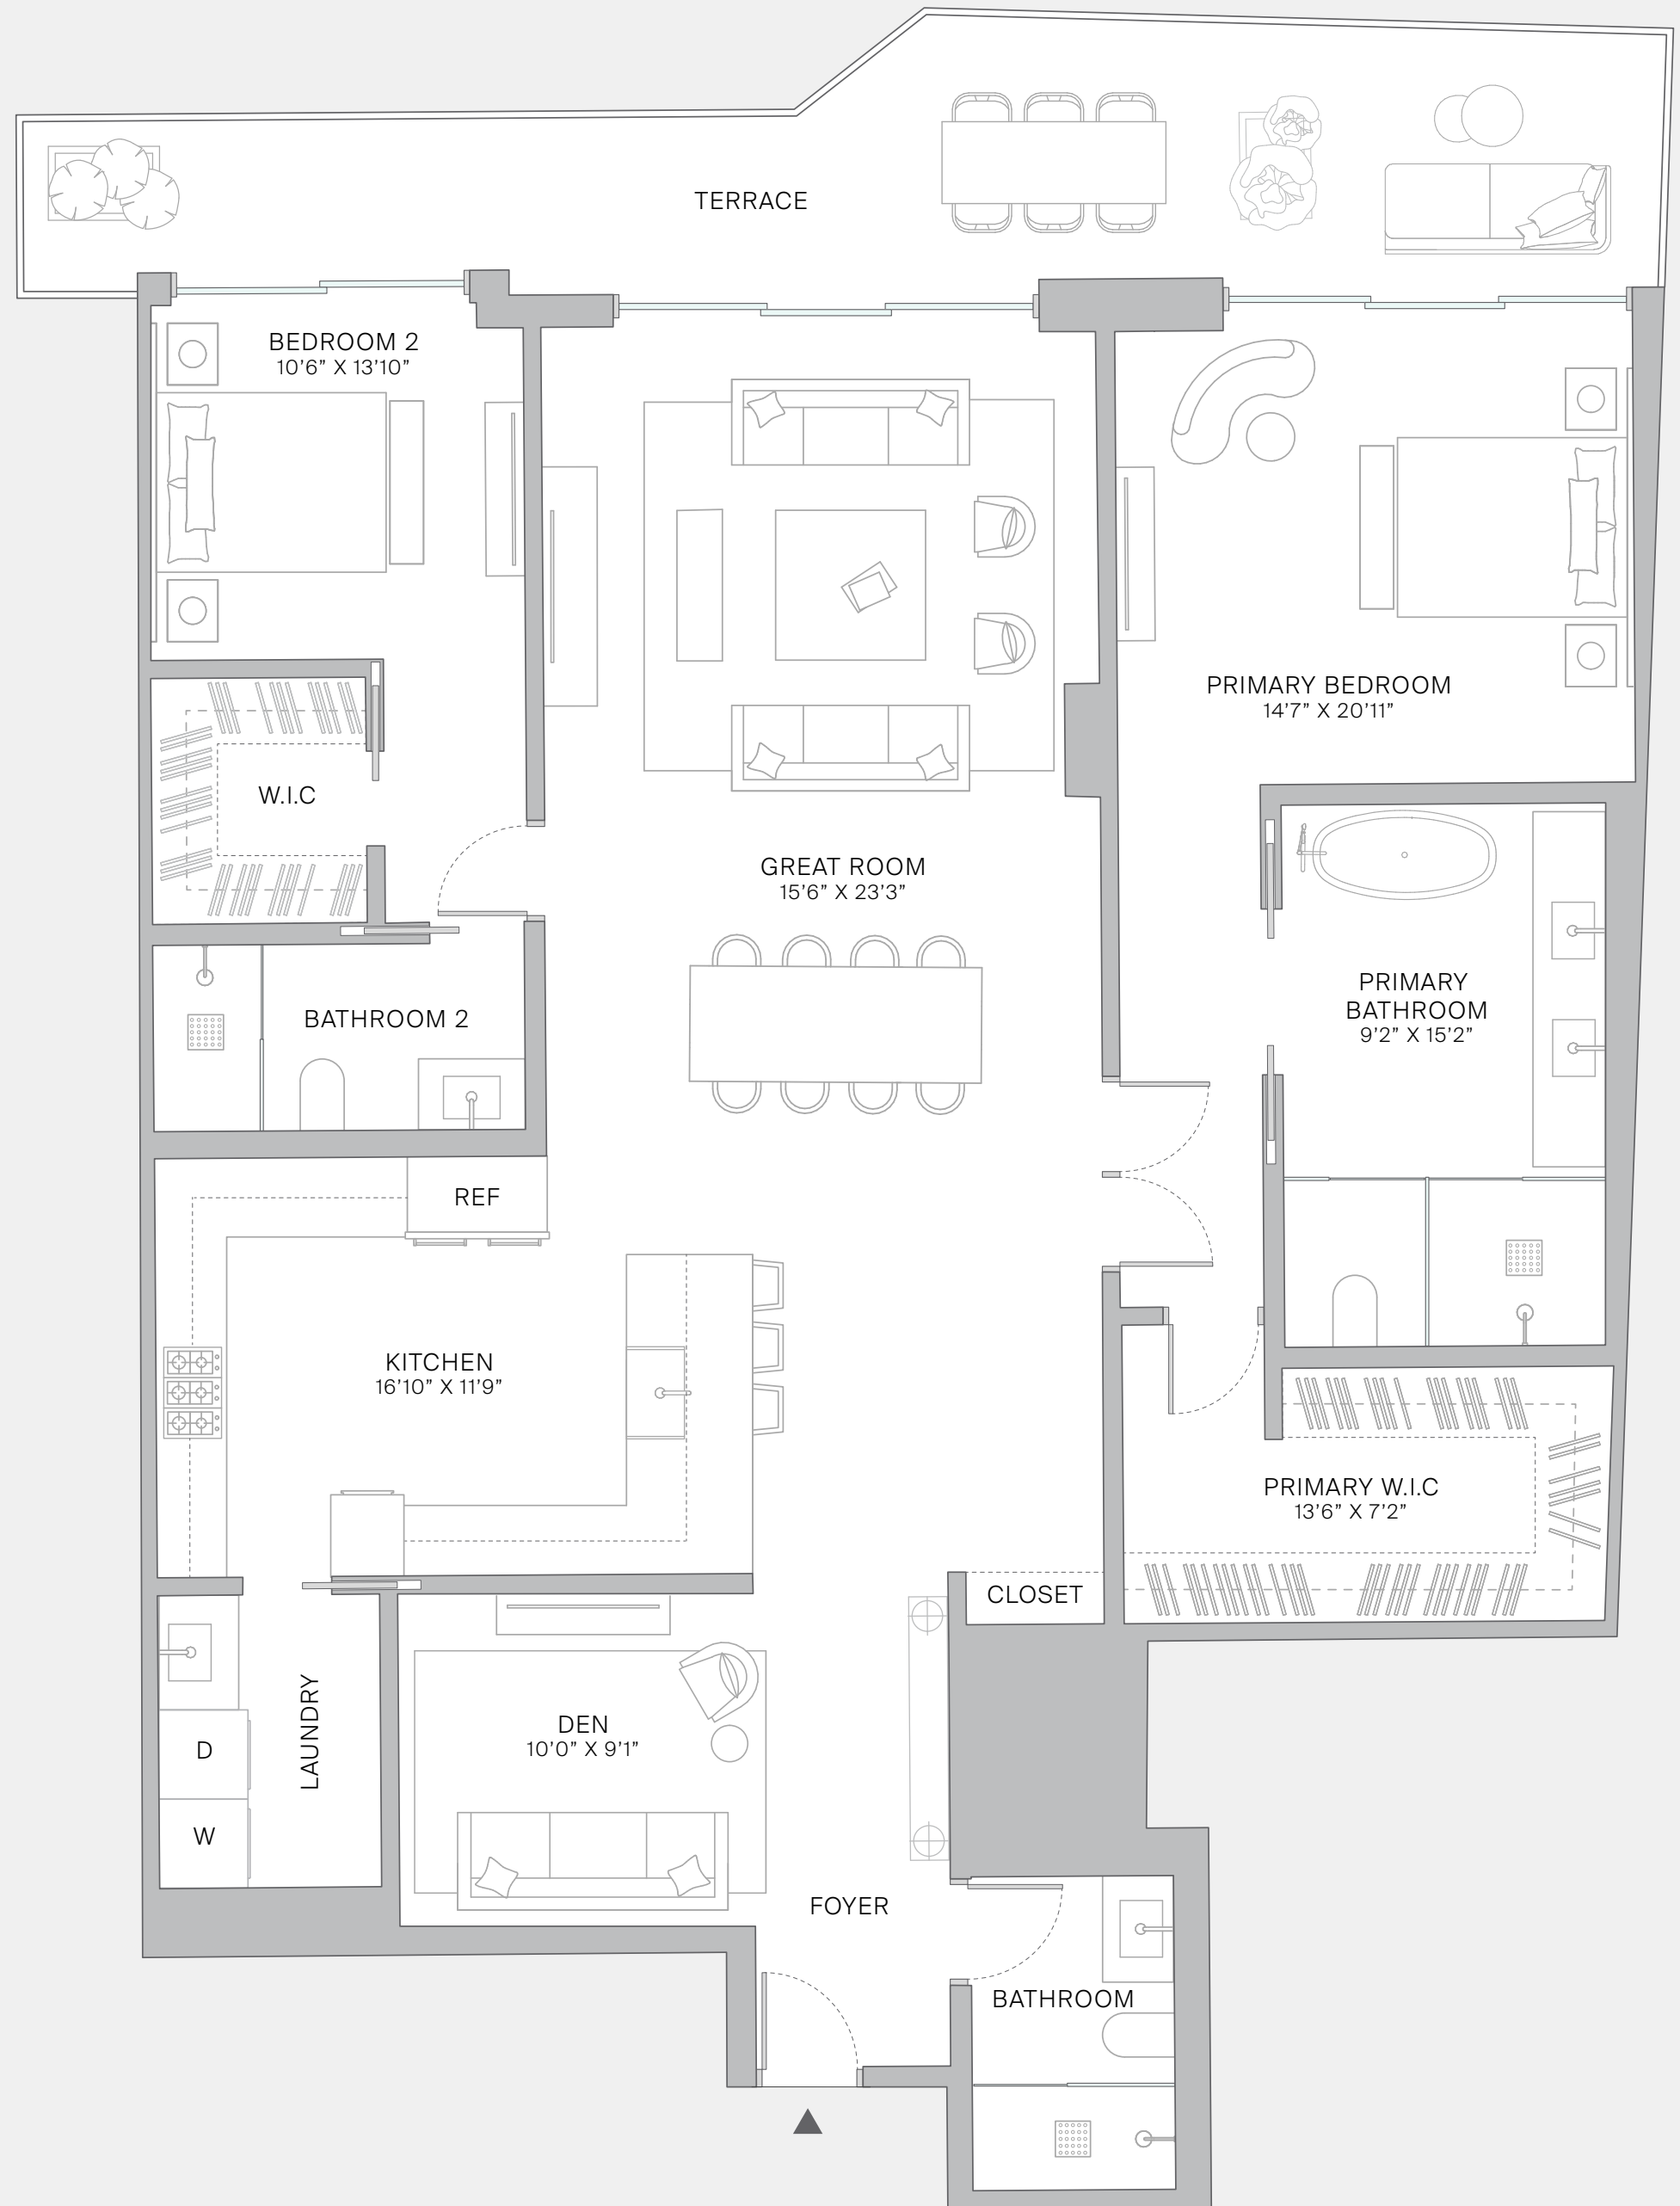 TERRACE
BEDROOM 2
10’6” X 13’10”
PRIMARY BEDROOM
14’7” X 20’11”
W.I.C
GREAT ROOM
15’6” X 23’3”
PRIMARY
BATHROOM
9’2” X 15’2”
BATHROOM 2
REF
KITCHEN
16’10” X 11’9”
PRIMARY W.I.C
13’6” X 7’2”
CLOSET
LAUNDRY
DEN
10’0” X 9’1”
D
W
FOYER
BATHROOM